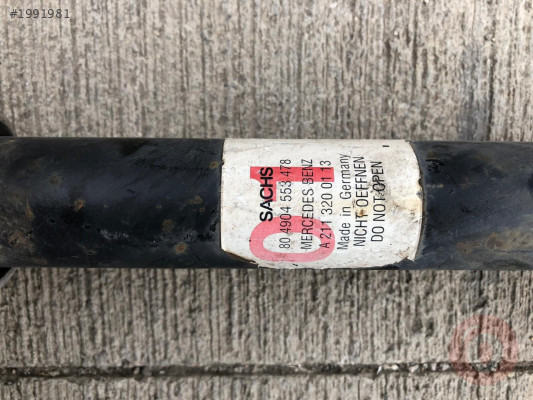 #1991981
SACHS
80 4904 553 478
MERCEDES BENZ
A 211 320 01 13
Made in Germany
NICHT OEFFNEN
DO NOT OPEN